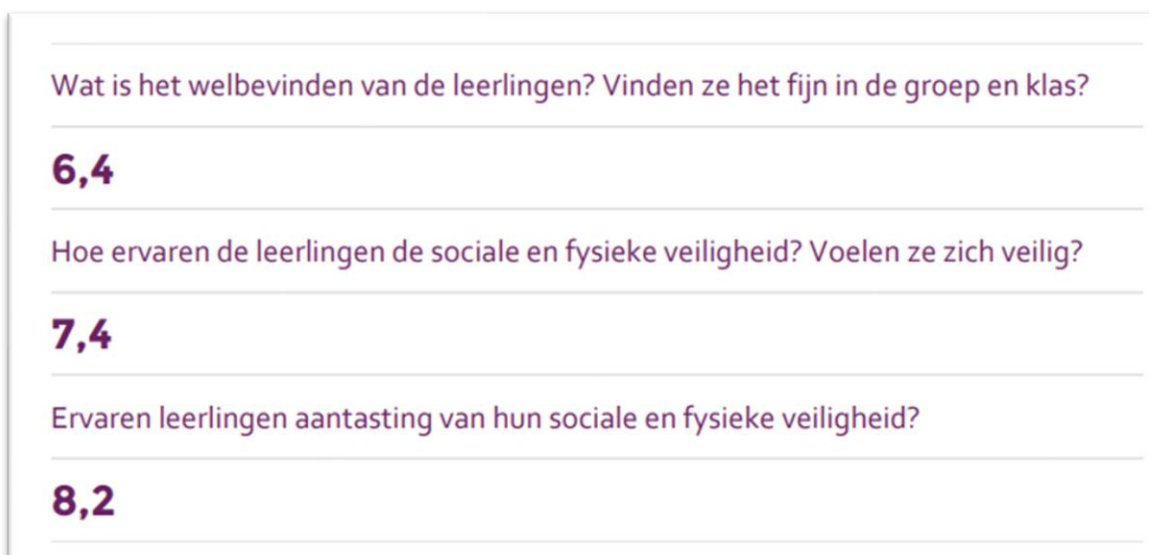 Wat is het welbevinden van de leerlingen? Vinden ze het fijn in de groep en klas?
6,4
Hoe ervaren de leerlingen de sociale en fysieke veiligheid? Voelen ze zich veilig?
7,4
Ervaren leerlingen aantasting van hun sociale en fysieke veiligheid?
8,2